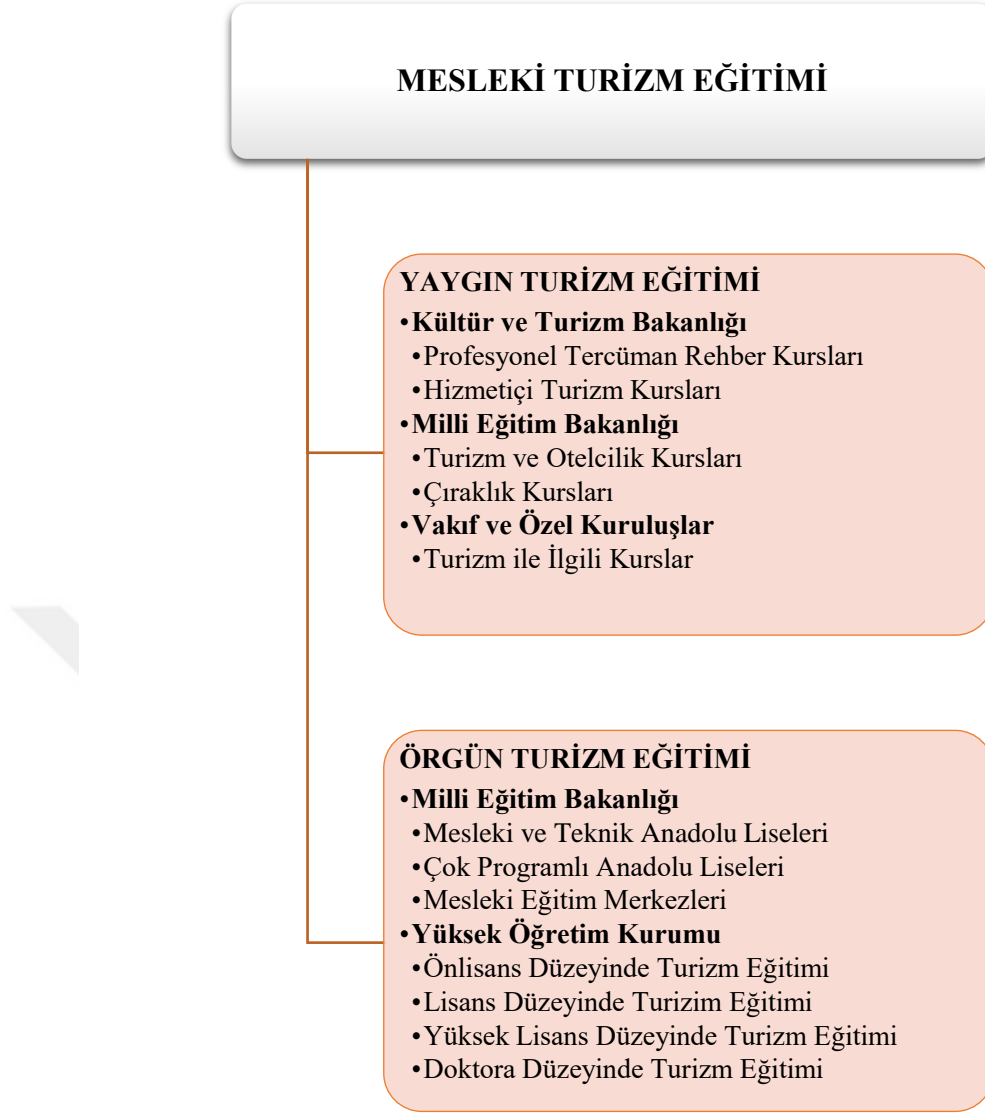 MESLEKİ TURİZM EĞİTİMİ
YAYGIN TURİZM EĞİTİMİ
•Kültür ve Turizm Bakanlığı
•Profesyonel Tercüman Rehber Kursları
•Hizmetiçi Turizm Kursları
•Milli Eğitim Bakanlığı
•Turizm ve Otelcilik Kursları
•Çıraklık Kursları
•Vakıf ve Özel Kuruluşlar
•Turizm ile İlgili Kurslar
ÖRGÜN TURİZM EĞİTİMİ
•Milli Eğitim Bakanlığı
•Mesleki ve Teknik Anadolu Liseleri
•Çok Programlı Anadolu Liseleri
•Mesleki Eğitim Merkezleri
•Yüksek Öğretim Kurumu
•Önlisans Düzeyinde Turizm Eğitimi
•Lisans Düzeyinde Turizim Eğitimi
•Yüksek Lisans Düzeyinde Turizm Eğitimi
•Doktora Düzeyinde Turizm Eğitimi